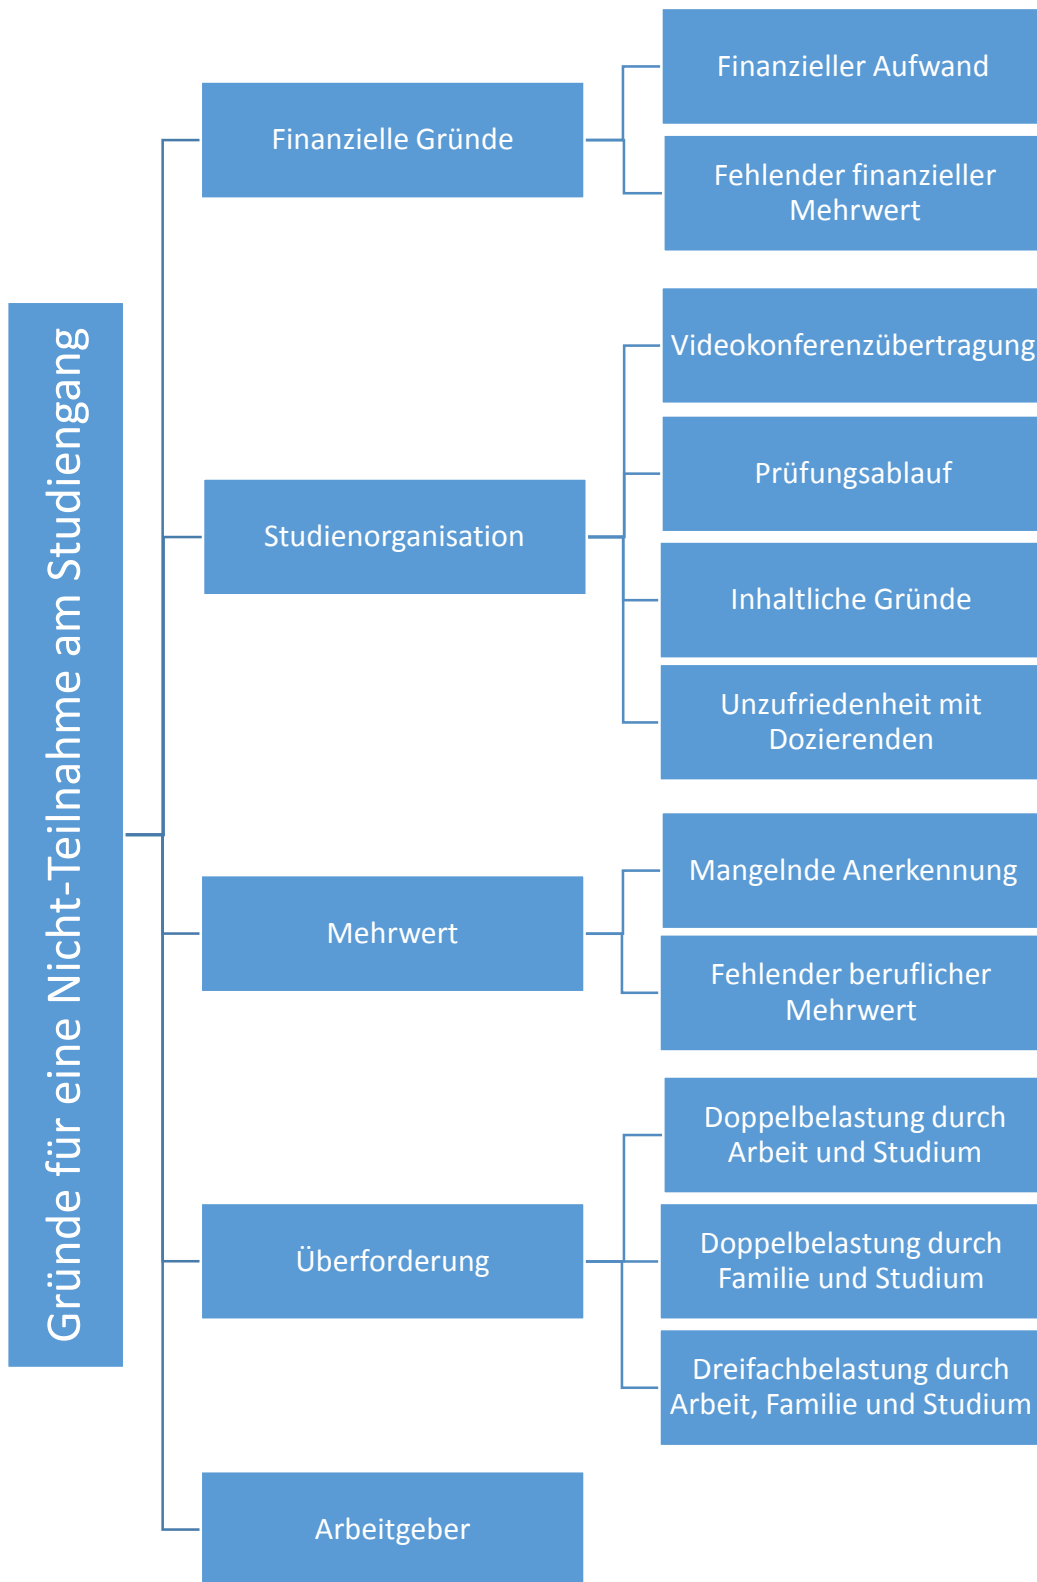 Gründe für eine Nicht-Teilnahme am Studiengang
Finanzielle Gründe
Finanzieller Aufwand
Fehlender finanzieller
Mehrwert
Studienorganisation
Videokonferenzübertragung
Prüfungsablauf
Inhaltliche Gründe
Unzufriedenheit mit
Dozierenden
Mehrwert
Mangelnde Anerkennung
Fehlender beruflicher
Mehrwert
Überforderung
Doppelbelastung durch
Arbeit und Studium
Doppelbelastung durch
Familie und Studium
Dreifachbelastung durch
Arbeit, Familie und Studium
Arbeitgeber